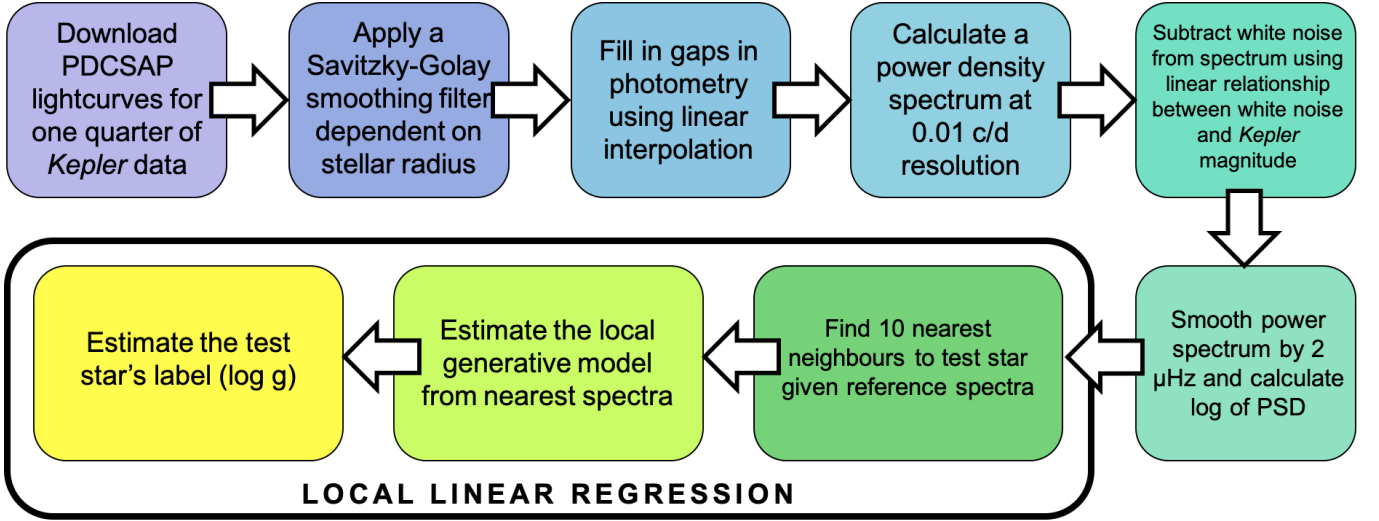 Download
PDCSAP
lightcurves for
one quarter of
Kepler data
Apply a
Savitzky-Golay
smoothing filter
dependent on
stellar radius
Fill in gaps in
photometry
using linear
interpolation
Calculate a
power density
spectrum at
0.01 c/d
resolution
Subtract white noise
from spectrum using
linear relationship
between white noise
and Kepler
magnitude
Smooth power
spectrum by 2
µHz and calculate
log of PSD
Find 10 nearest
neighbours to test star
given reference spectra
Estimate the local
generative model
from nearest spectra
Estimate the test
star's label (log g)
LOCAL LINEAR REGRESSION